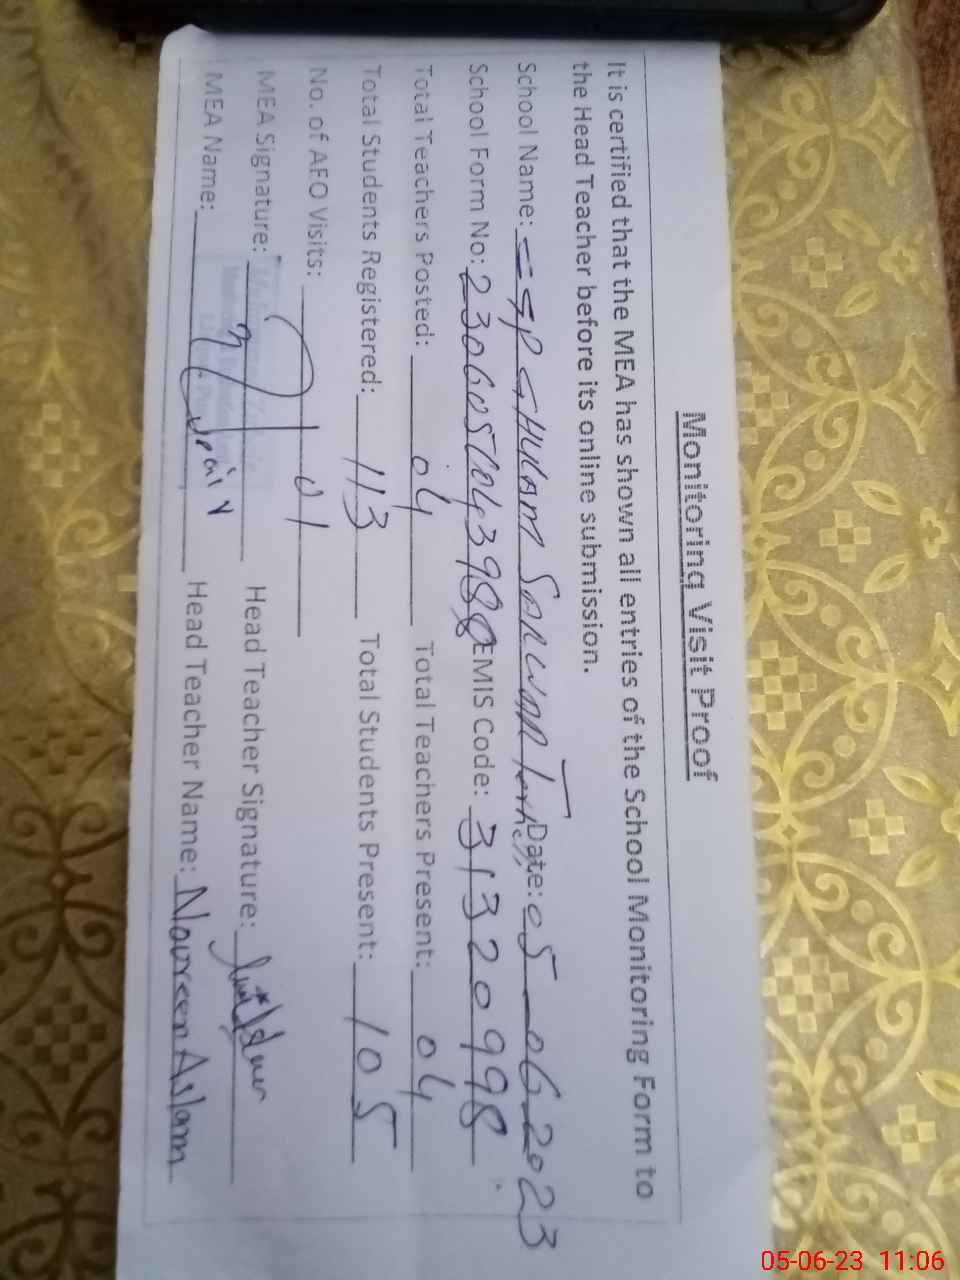 Monitoring Visit Proof
It is certified that the MEA has shown all entries of the School Monitoring Form to
the Head Teacher before its online submission.
School Name: GGPS GHULAM SARWAR Date: 05-06-2023
School Form No: EMIS Code: 31320998
Total Teachers Posted: 04 Total Teachers Present: 04
Total Students Registered: 113 Total Students Present: 105
No. of AFO Visits: 01
MEA Signature: Head Teacher Signature:
MEA Name: Head Teacher Name: Noureen Aslam
05-06-23 11:06